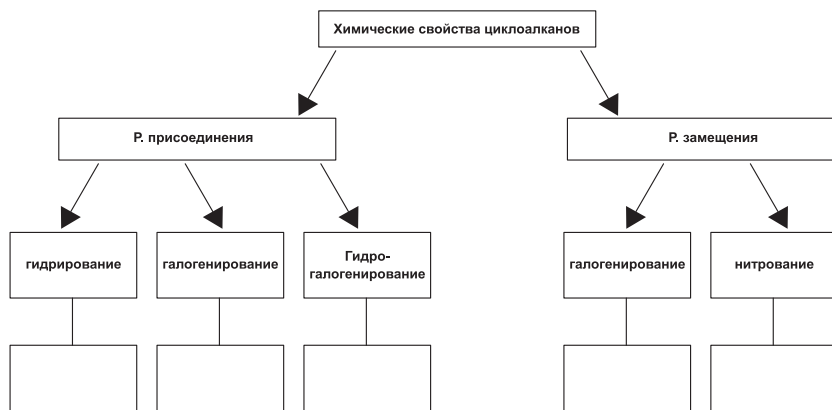 Химические свойства циклоалканов
Р. присоединения
Р. замещения
гидрирование
галогенирование
Гидро-
галогенирование
галогенирование
нитрование